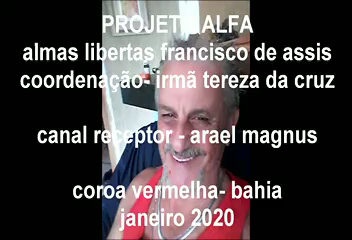 PROJETO ALFA
almas libertas francisco de assis
coordenação- irmã tereza da cruz
canal receptor - arael magnus
coroa vermelha- bahia
janeiro 2020